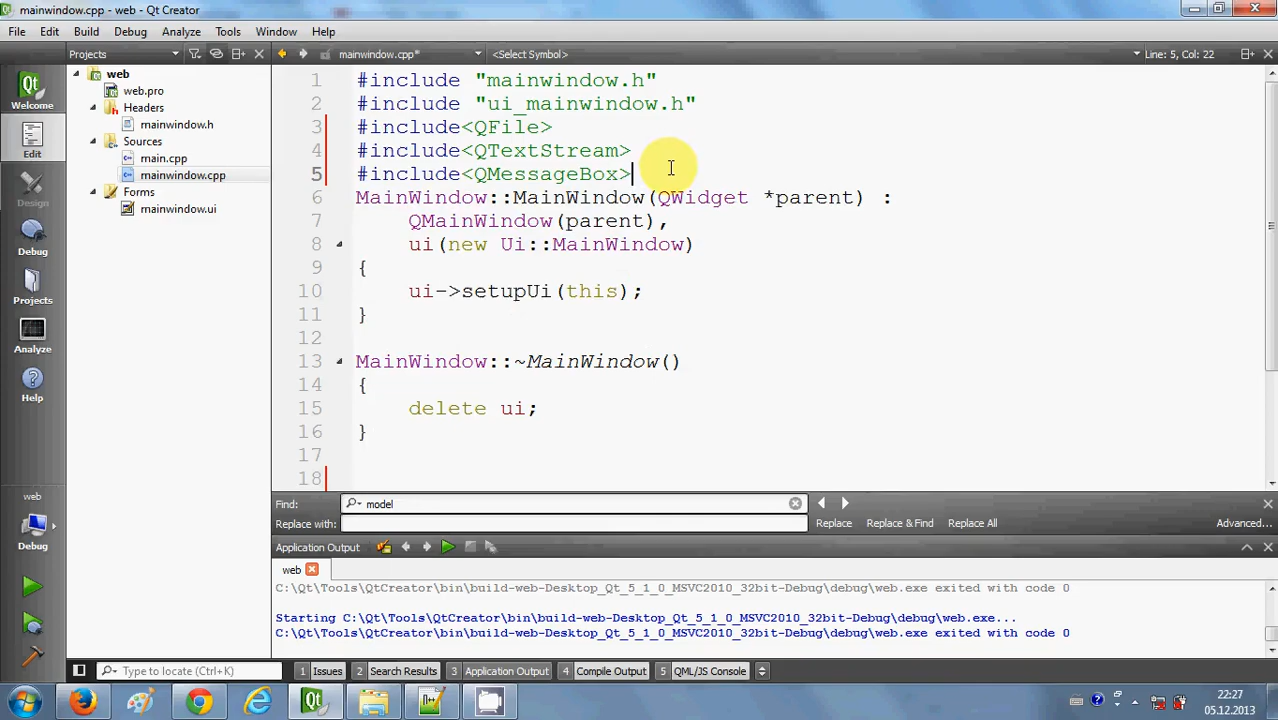 mainwindow.cpp - web - Qt Creator
File Edit Build Debug Analyze Tools Window Help
Projects mainwindow.cpp* <Select Symbol> Line: 5, Col: 22
Welcome
Edit
Design
Debug
Projects
Analyze
Help
web
Debug
web
web.pro
Headers
mainwindow.h
Sources
main.cpp
mainwindow.cpp
Forms
mainwindow.ui
1 #include "mainwindow.h"
2 #include "ui_mainwindow.h"
3 #include<QFile>
4 #include<QTextStream>
5 #include<QMessageBox>
6 MainWindow::MainWindow(QWidget *parent) :
7 QMainWindow(parent),
8 ui(new Ui::MainWindow)
9 {
10 ui->setupUi(this);
11 }
12
13 MainWindow::~MainWindow()
14 {
15 delete ui;
16 }
17
18
Find: model Replace with: Replace Replace & Find Replace All Advanced...
Application Output
web
C:\Qt\Tools\QtCreator\bin\build-web-Desktop_Qt_5_1_0_MSVC2010_32bit-Debug\debug\web.exe exited with code 0
Starting C:\Qt\Tools\QtCreator\bin\build-web-Desktop_Qt_5_1_0_MSVC2010_32bit-Debug\debug\web.exe...
C:\Qt\Tools\QtCreator\bin\build-web-Desktop_Qt_5_1_0_MSVC2010_32bit-Debug\debug\web.exe exited with code 0
Type to locate (Ctrl+K) 1 Issues 2 Search Results 3 Application Output 4 Compile Output 5 QML/JS Console
22:27
05.12.2013